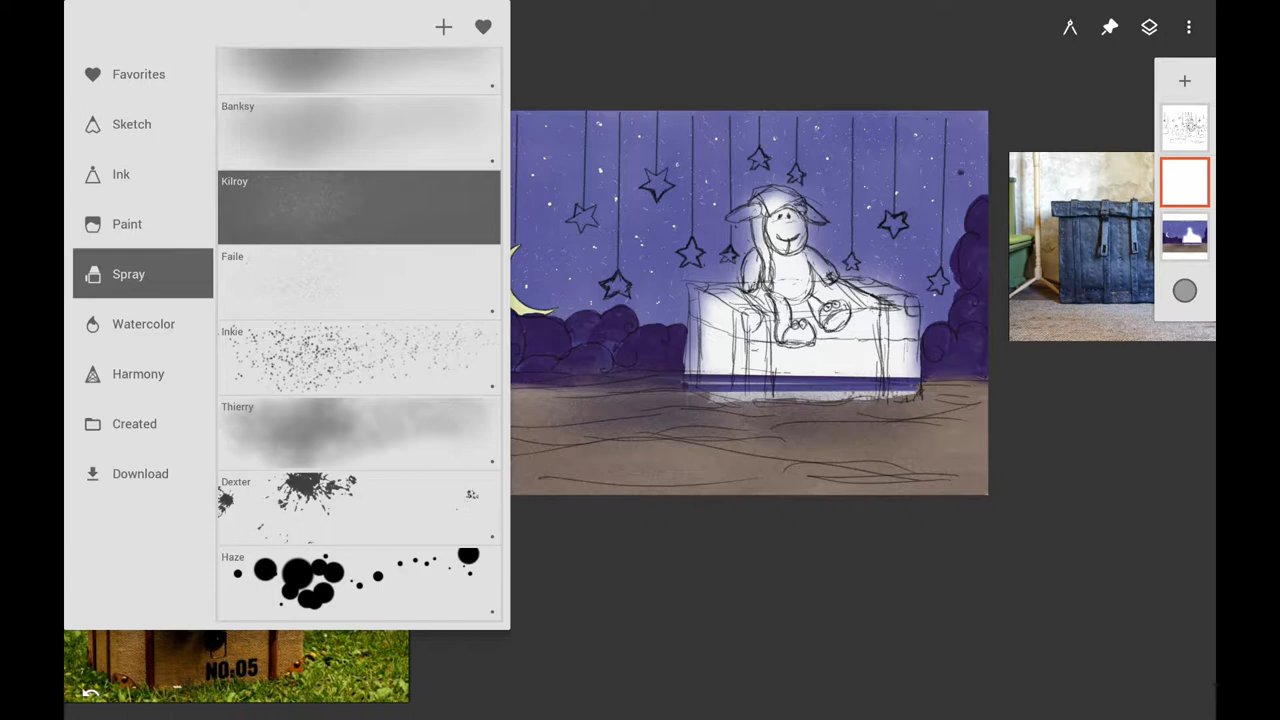 Favorites
Sketch
Ink
Paint
Spray
Watercolor
Harmony
Created
Download
Banksy
Kilroy
Faile
Inkie
Thierry
Dexter
Haze
NO:05